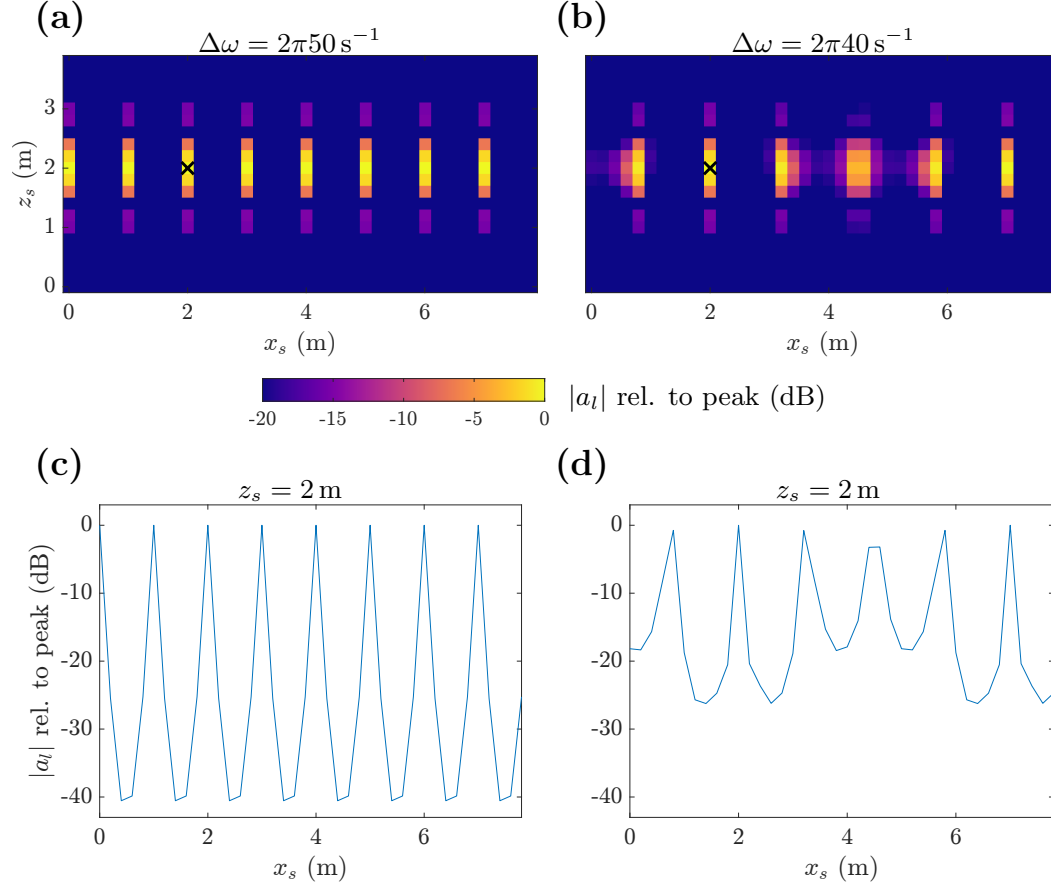 (a)
(b)
Δω = 2π50 s⁻¹
Δω = 2π40 s⁻¹
3
2
1
0
z_s (m)
0 2 4 6
x_s (m)
0 2 4 6
x_s (m)
-20 -15 -10 -5 0
|a_l| rel. to peak (dB)
(c)
(d)
z_s = 2 m
z_s = 2 m
0
-10
-20
-30
-40
|a_l| rel. to peak (dB)
0 2 4 6
x_s (m)
0
-10
-20
-30
-40
0 2 4 6
x_s (m)